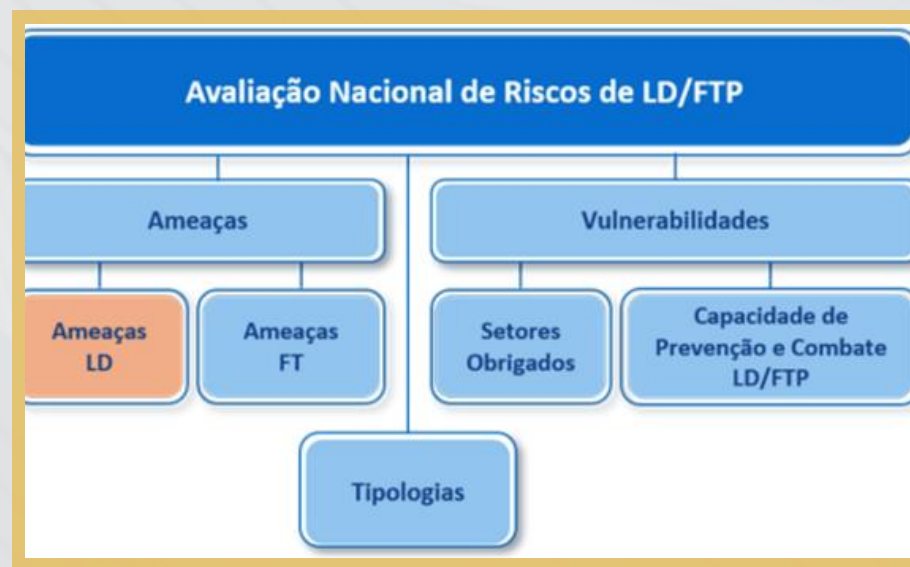 Avaliação Nacional de Riscos de LD/FTP
Ameaças
Vulnerabilidades
Ameaças
LD
Ameaças
FT
Setores
Obrigados
Capacidade de
Prevenção e Combate
LD/FTP
Tipologias